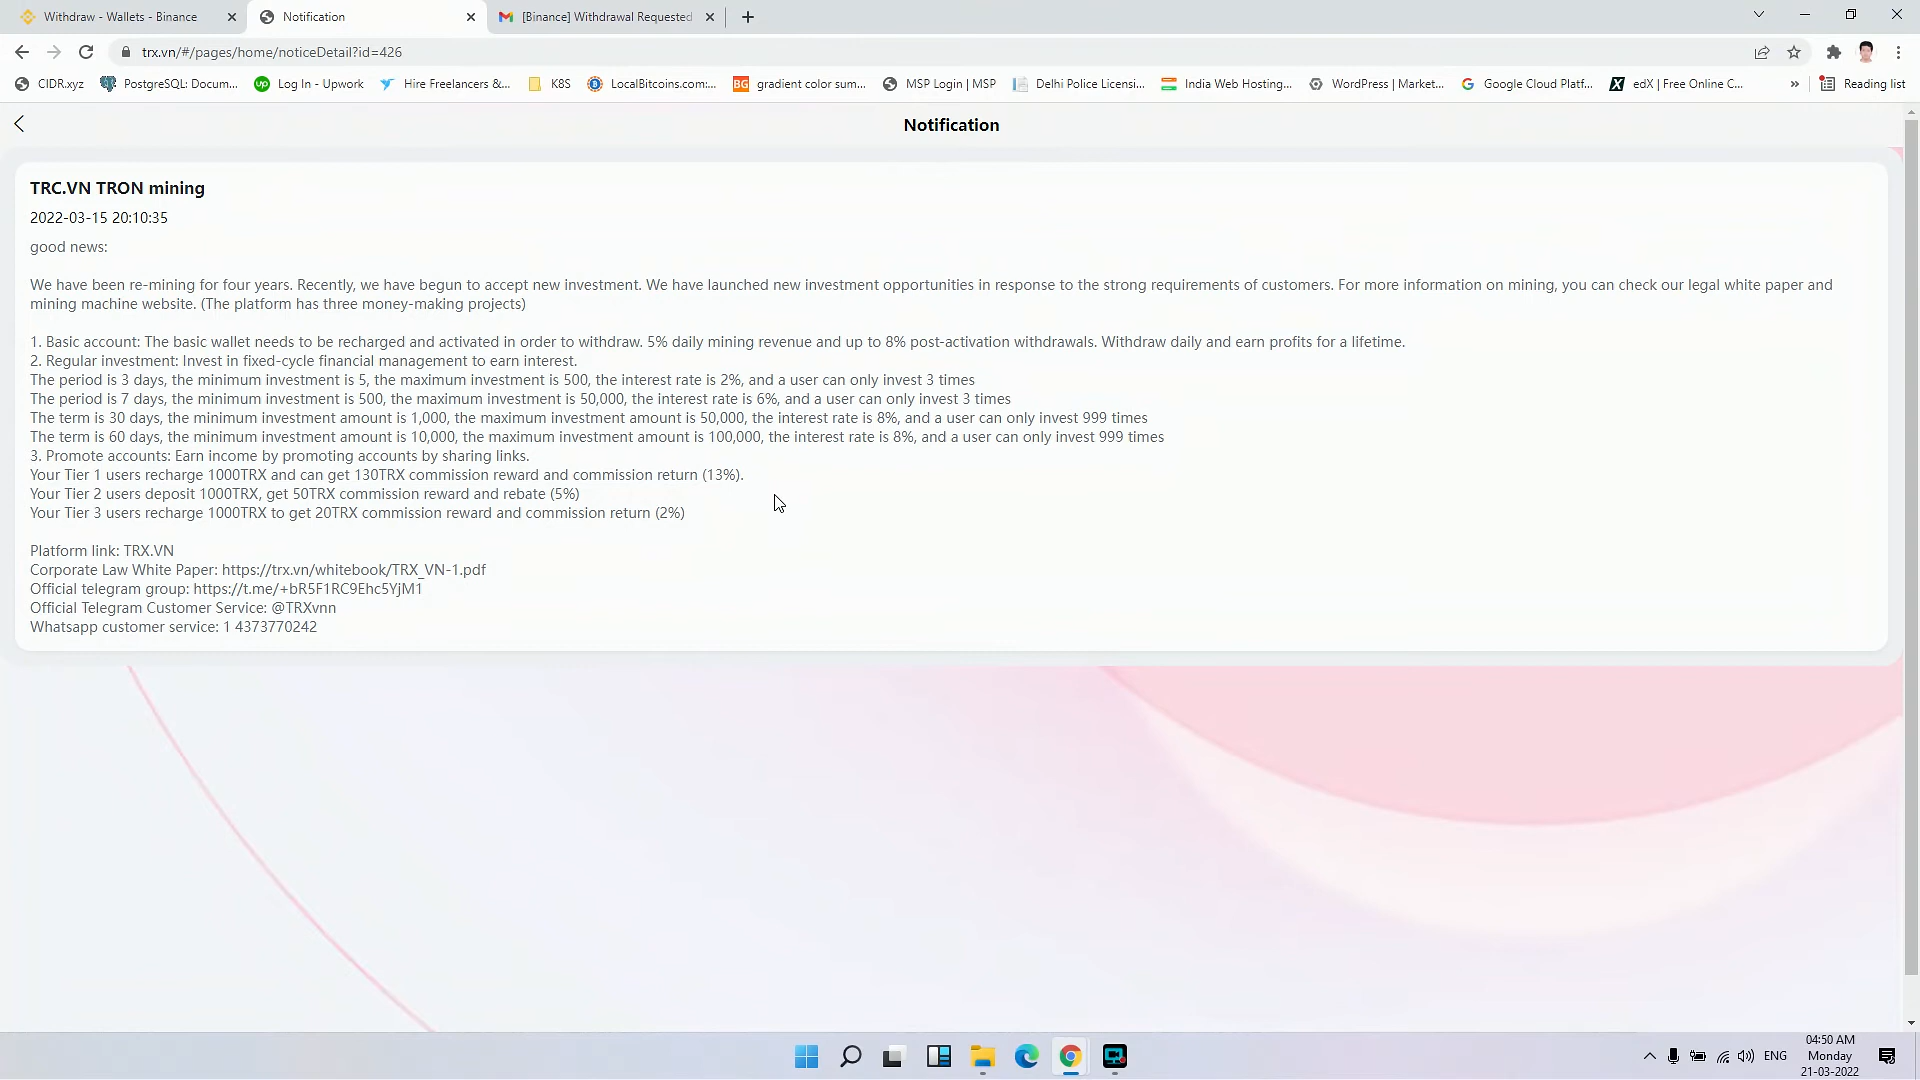 Withdraw - Wallets - Binance
Notification
[Binance] Withdrawal Requested
trx.vn/#/pages/home/noticeDetail?id=426
CIDR.xyz
PostgreSQL: Docum...
Log In - Upwork
Hire Freelancers &...
K8S
LocalBitcoins.com:...
BG
gradient color sum...
MSP Login | MSP
Delhi Police Licensi...
India Web Hosting...
WordPress | Market...
Google Cloud Platf...
edX | Free Online C...
Reading list
Notification
TRC.VN TRON mining
2022-03-15 20:10:35
good news:
We have been re-mining for four years. Recently, we have begun to accept new investment. We have launched new investment opportunities in response to the strong requirements of customers. For more information on mining, you can check our legal white paper and
mining machine website. (The platform has three money-making projects)
1. Basic account: The basic wallet needs to be recharged and activated in order to withdraw. 5% daily mining revenue and up to 8% post-activation withdrawals. Withdraw daily and earn profits for a lifetime.
2. Regular investment: Invest in fixed-cycle financial management to earn interest.
The period is 3 days, the minimum investment is 5, the maximum investment is 500, the interest rate is 2%, and a user can only invest 3 times
The period is 7 days, the minimum investment is 500, the maximum investment is 50,000, the interest rate is 6%, and a user can only invest 3 times
The term is 30 days, the minimum investment amount is 1,000, the maximum investment amount is 50,000, the interest rate is 8%, and a user can only invest 999 times
The term is 60 days, the minimum investment amount is 10,000, the maximum investment amount is 100,000, the interest rate is 8%, and a user can only invest 999 times
3. Promote accounts: Earn income by promoting accounts by sharing links.
Your Tier 1 users recharge 1000TRX and can get 130TRX commission reward and commission return (13%).
Your Tier 2 users deposit 1000TRX, get 50TRX commission reward and rebate (5%)
Your Tier 3 users recharge 1000TRX to get 20TRX commission reward and commission return (2%)
Platform link: TRX.VN
Corporate Law White Paper: https://trx.vn/whitebook/TRX_VN-1.pdf
Official telegram group: https://t.me/+bR5F1RC9Ehc5YjM1
Official Telegram Customer Service: @TRXvnn
Whatsapp customer service: 1 4373770242
ENG
04:50 AM
Monday
21-03-2022